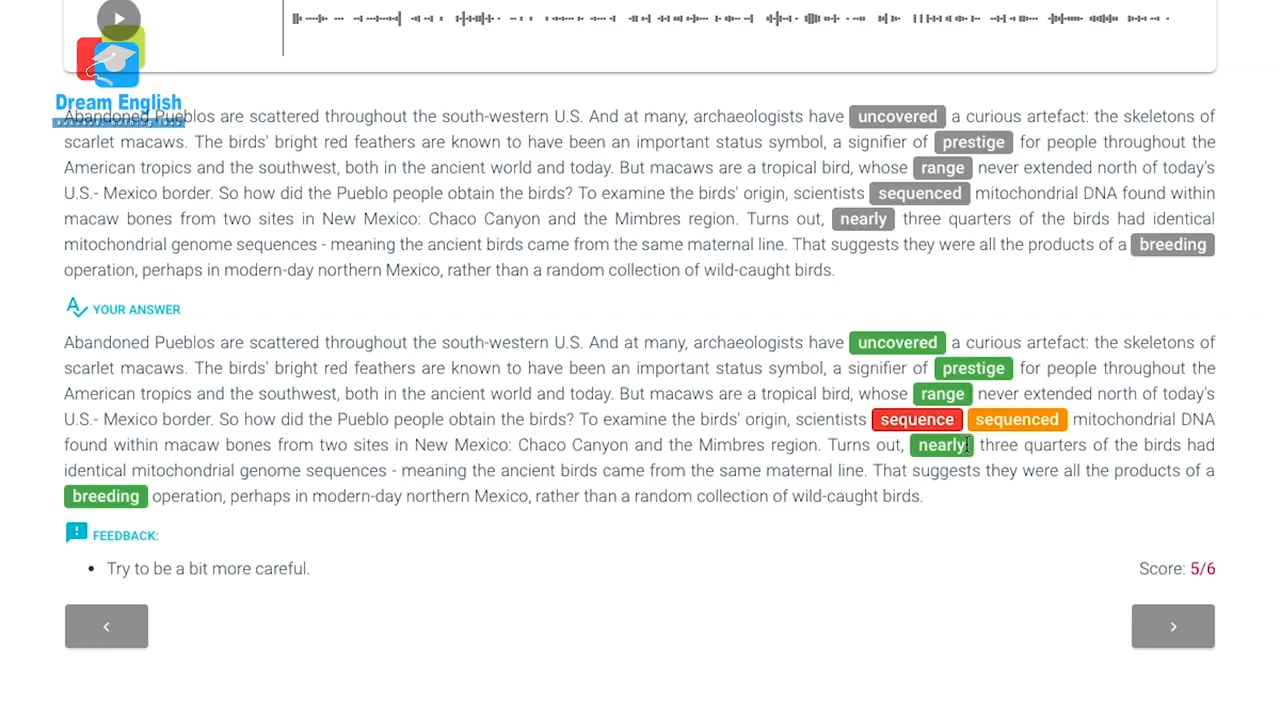 Dream English
Abandoned Pueblos are scattered throughout the south-western U.S. And at many, archaeologists have uncovered a curious artefact: the skeletons of
scarlet macaws. The birds' bright red feathers are known to have been an important status symbol, a signifier of prestige for people throughout the
American tropics and the southwest, both in the ancient world and today. But macaws are a tropical bird, whose range never extended north of today's
U.S.- Mexico border. So how did the Pueblo people obtain the birds? To examine the birds' origin, scientists sequenced mitochondrial DNA found within
macaw bones from two sites in New Mexico: Chaco Canyon and the Mimbres region. Turns out, nearly three quarters of the birds had identical
mitochondrial genome sequences - meaning the ancient birds came from the same maternal line. That suggests they were all the products of a breeding
operation, perhaps in modern-day northern Mexico, rather than a random collection of wild-caught birds.
YOUR ANSWER
Abandoned Pueblos are scattered throughout the south-western U.S. And at many, archaeologists have uncovered a curious artefact: the skeletons of
scarlet macaws. The birds' bright red feathers are known to have been an important status symbol, a signifier of prestige for people throughout the
American tropics and the southwest, both in the ancient world and today. But macaws are a tropical bird, whose range never extended north of today's
U.S.- Mexico border. So how did the Pueblo people obtain the birds? To examine the birds' origin, scientists sequence sequenced mitochondrial DNA
found within macaw bones from two sites in New Mexico: Chaco Canyon and the Mimbres region. Turns out, nearly three quarters of the birds had
identical mitochondrial genome sequences - meaning the ancient birds came from the same maternal line. That suggests they were all the products of a
breeding operation, perhaps in modern-day northern Mexico, rather than a random collection of wild-caught birds.
FEEDBACK:
Try to be a bit more careful.
Score: 5/6